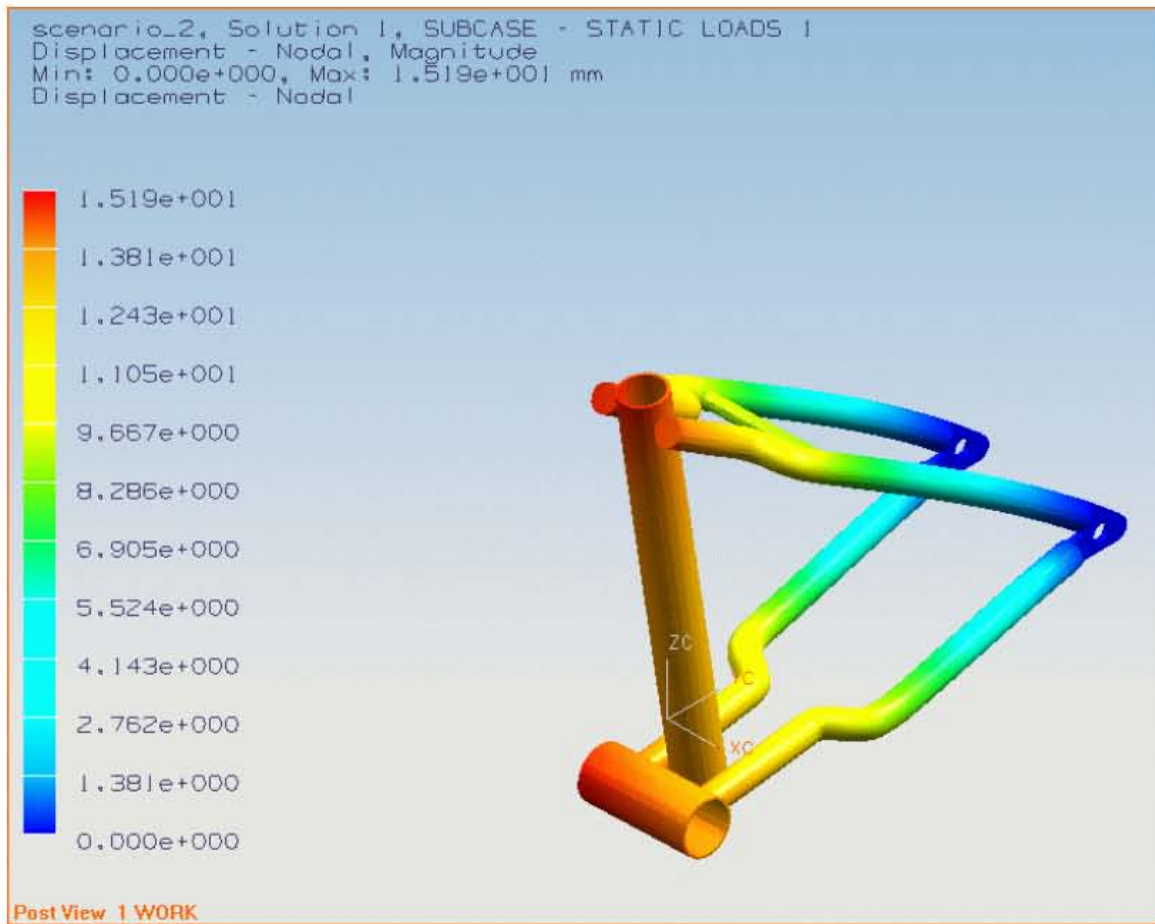 scenario_2, Solution 1, SUBCASE - STATIC LOADS 1
Displacement - Nodal, Magnitude
Min: 0.000e+000, Max: 1.519e+001 mm
Displacement - Nodal
1.519e+001
1.381e+001
1.243e+001
1.105e+001
9.667e+000
8.286e+000
6.905e+000
5.524e+000
4.143e+000
2.762e+000
1.381e+000
0.000e+000
ZC
YC
XC
Post View 1 WORK